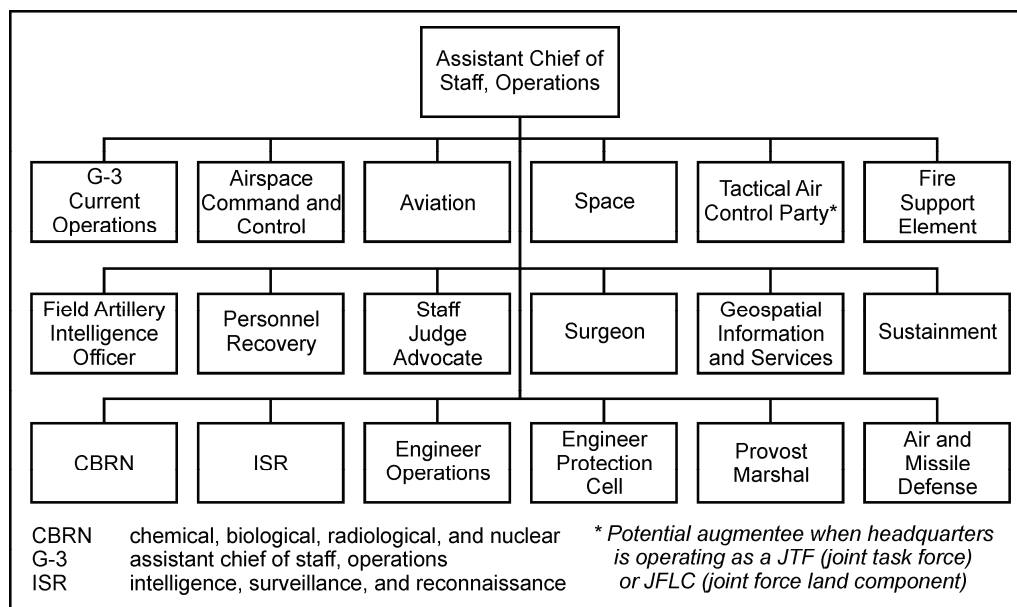 Assistant Chief of
Staff, Operations
G-3
Current
Operations
Airspace
Command and
Control
Aviation
Space
Tactical Air
Control Party*
Fire
Support
Element
Field Artillery
Intelligence
Officer
Personnel
Recovery
Staff
Judge
Advocate
Surgeon
Geospatial
Information
and Services
Sustainment
CBRN
ISR
Engineer
Operations
Engineer
Protection
Cell
Provost
Marshal
Air and
Missile
Defense
CBRN chemical, biological, radiological, and nuclear
G-3 assistant chief of staff, operations
ISR intelligence, surveillance, and reconnaissance
* Potential augmentee when headquarters
is operating as a JTF (joint task force)
or JFLC (joint force land component)